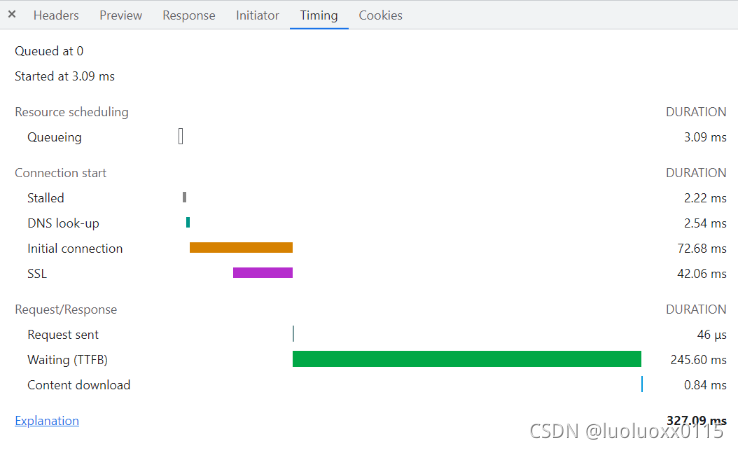 × Headers Preview Response Initiator Timing Cookies
Queued at 0
Started at 3.09 ms
Resource scheduling DURATION
Queueing 3.09 ms
Connection start DURATION
Stalled 2.22 ms
DNS look-up 2.54 ms
Initial connection 72.68 ms
SSL 42.06 ms
Request/Response DURATION
Request sent 46 μs
Waiting (TTFB) 245.60 ms
Content download 0.84 ms
Explanation 327.09 ms
CSDN @luoluoxx0115